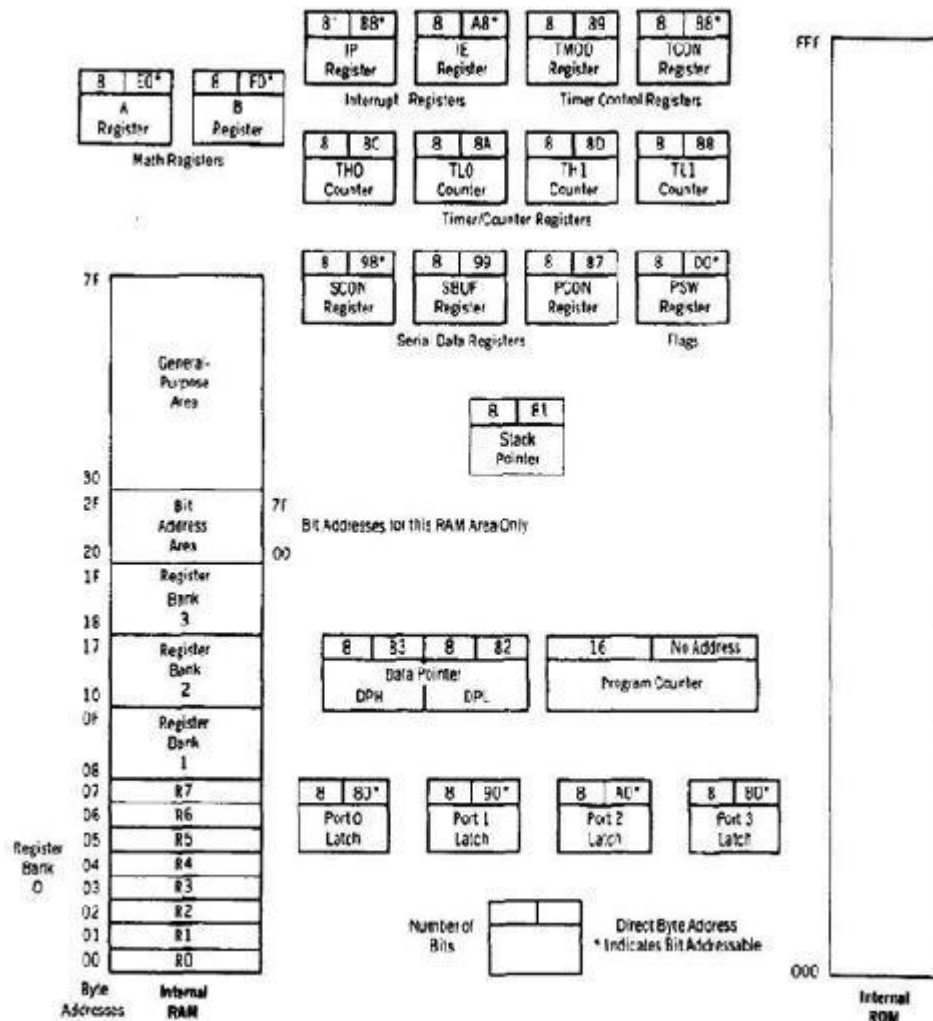 8 B8* 8 A8* 8 89 8 88*
IP Register IE Register TMOD Register TCON Register
Interrupt Registers Timer Control Registers
8 E0* 8 F0*
A Register B Register
Math Registers
8 8C 8 8A 8 8D 8 8B
TH0 Counter TL0 Counter TH1 Counter TL1 Counter
Timer/Counter Registers
8 98* 8 99 8 87 8 D0*
SCON Register SBUF Register PCON Register PSW Register
Serial Data Registers Flags
8 81
Stack Pointer
7F
General-
Purpose
Area
30
2F Bit 7F
Address Bit Addresses for this RAM Area Only
20 Area 00
1F Register
Bank
18 3
17 Register
Bank
10 2
0F Register
Bank
08 1
07 R7
06 R6
05 R5
04 R4
03 R3
02 R2
01 R1
00 R0
Register
Bank
0
Byte
Addresses
Internal
RAM
8 83 8 82
Data Pointer
DPH DPL
16 No Address
Program Counter
8 80* 8 90* 8 A0* 8 B0*
Port 0 Latch Port 1 Latch Port 2 Latch Port 3 Latch
Number of
Bits
Direct Byte Address
* Indicates Bit Addressable
FFF
000
Internal
ROM